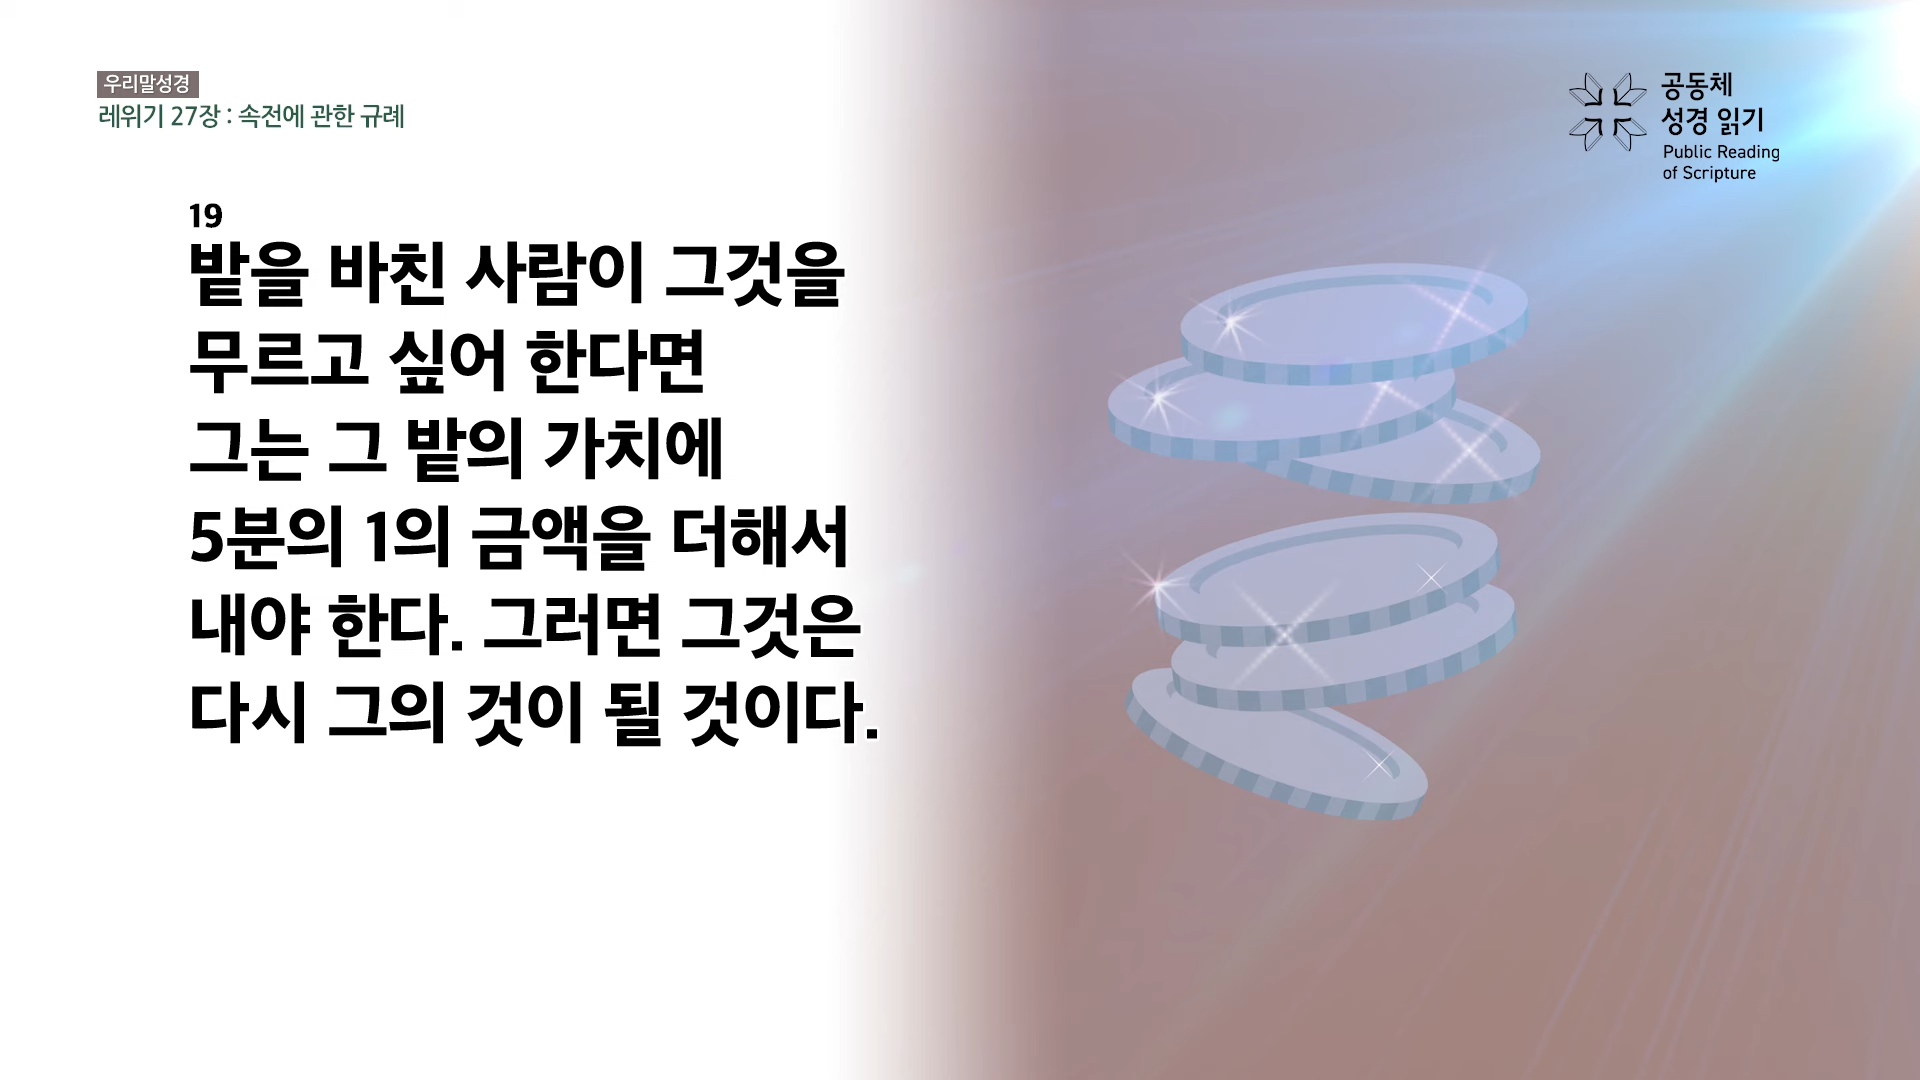 우리말성경
레위기 27장 : 속전에 관한 규례
공동체
성경 읽기
Public Reading
of Scripture
19
밭을 바친 사람이 그것을
무르고 싶어 한다면
그는 그 밭의 가치에
5분의 1의 금액을 더해서
내야 한다. 그러면 그것은
다시 그의 것이 될 것이다.